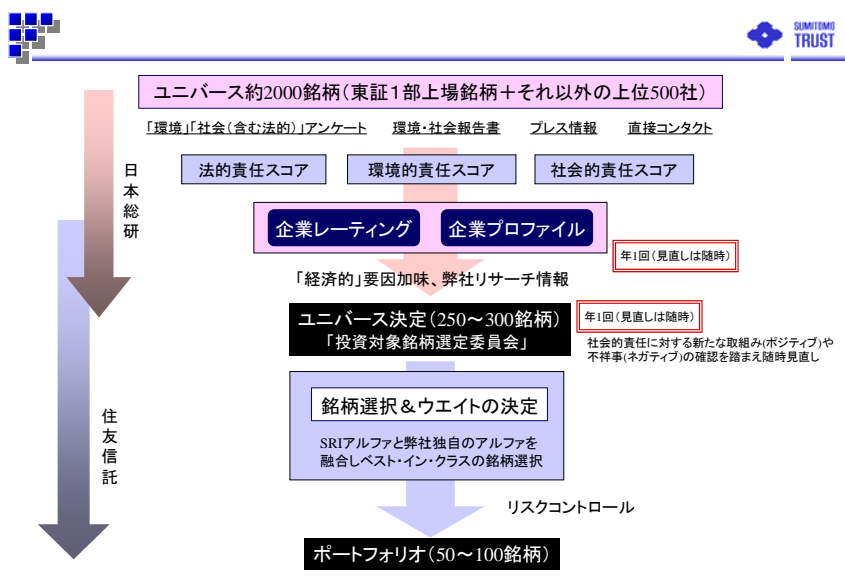 SUMITOMO
TRUST
ユニバース約2000銘柄（東証１部上場銘柄＋それ以外の上位500社）
「環境」「社会（含む法的）」アンケート　環境・社会報告書　プレス情報　直接コンタクト
法的責任スコア　環境的責任スコア　社会的責任スコア
日本総研
企業レーティング　企業プロファイル
年1回（見直しは随時）
「経済的」要因加味、弊社リサーチ情報
ユニバース決定（250～300銘柄）
「投資対象銘柄選定委員会」
年1回（見直しは随時）
社会的責任に対する新たな取組み(ポジティブ)や
不祥事(ネガティブ)の確認を踏まえ随時見直し
銘柄選択＆ウエイトの決定
SRIアルファと弊社独自のアルファを
融合しベスト・イン・クラスの銘柄選択
住友信託
リスクコントロール
ポートフォリオ（50～100銘柄）